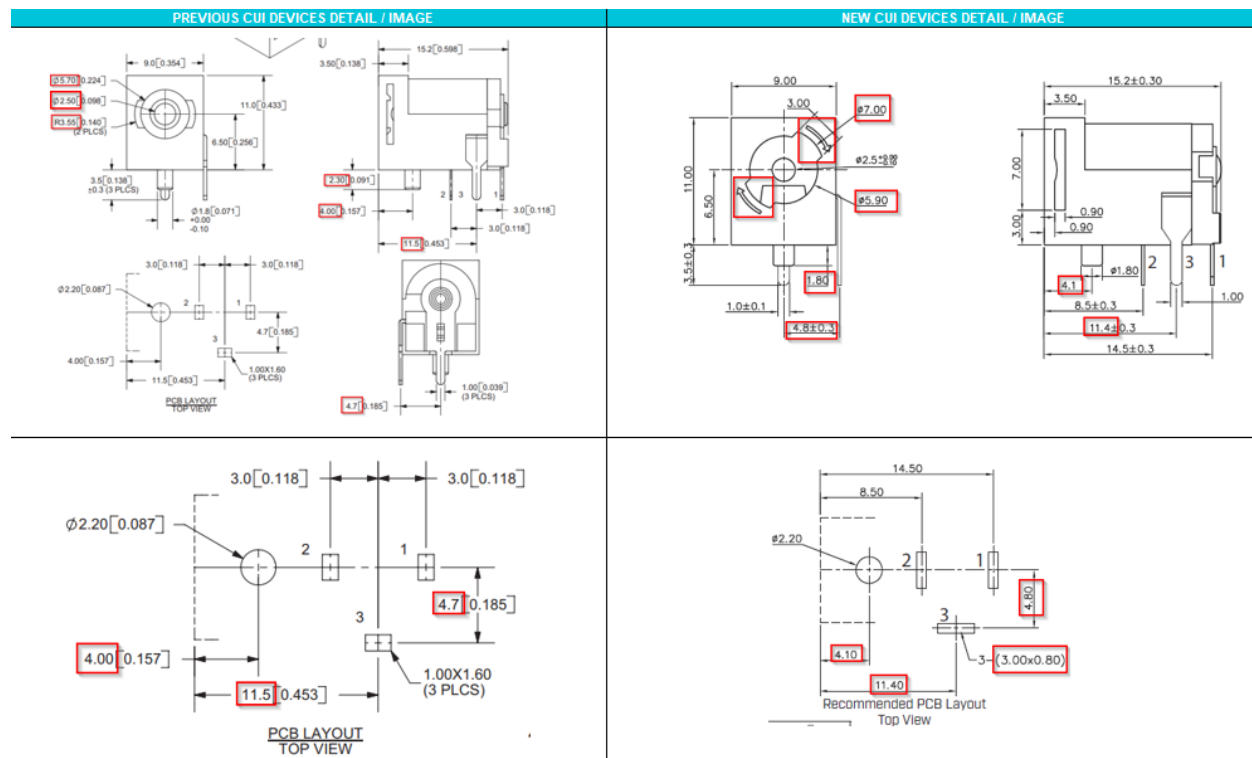 PREVIOUS CUI DEVICES DETAIL / IMAGE
NEW CUI DEVICES DETAIL / IMAGE
9.0[0.354]
Ø5.70[0.224]
Ø2.50[0.098]
R3.55[0.140]
(2 PLCS)
11.0[0.433]
6.50[0.256]
3.5[0.138]
±0.3 (3 PLCS)
Ø1.8[0.071]
+0.00
-0.10
15.2[0.598]
3.50[0.138]
2.30[0.091]
2 3 1
4.00[0.157]
3.0[0.118]
3.0[0.118]
11.5[0.453]
3.0[0.118]
3.0[0.118]
Ø2.20[0.087]
2
1
4.7[0.185]
3
4.00[0.157]
1.00X1.60
(3 PLCS)
11.5[0.453]
PCB LAYOUT
TOP VIEW
1.00[0.039]
(3 PLCS)
4.7[0.185]
9.00
3.00
ø7.00
11.00
6.50
ø5.90
3.5±0.3
1.80
1.0±0.1
4.8±0.3
15.2±0.30
3.50
7.00
3.00
0.90
0.90
2 3 1
ø1.80
4.1
8.5±0.3
1.00
11.4±0.3
14.5±0.3
3.0[0.118]
3.0[0.118]
Ø2.20[0.087]
2
1
4.7[0.185]
3
4.00[0.157]
1.00X1.60
(3 PLCS)
11.5[0.453]
PCB LAYOUT
TOP VIEW
14.50
8.50
ø2.20
2
1
4.80
3
4.10
3-(3.00x0.80)
11.40
Recommended PCB Layout
Top View